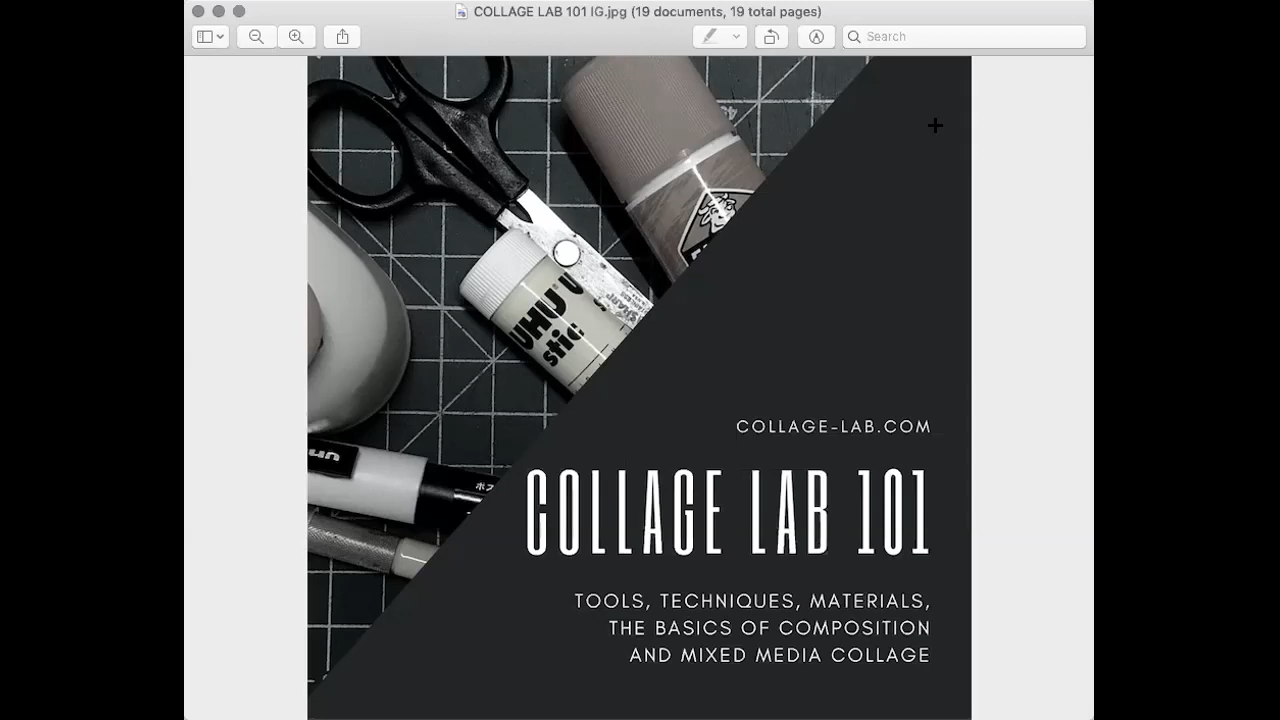 COLLAGE LAB 101 IG.jpg (19 documents, 19 total pages)
Search
UHU
stic
COLLAGE-LAB.COM
COLLAGE LAB 101
TOOLS, TECHNIQUES, MATERIALS,
THE BASICS OF COMPOSITION
AND MIXED MEDIA COLLAGE